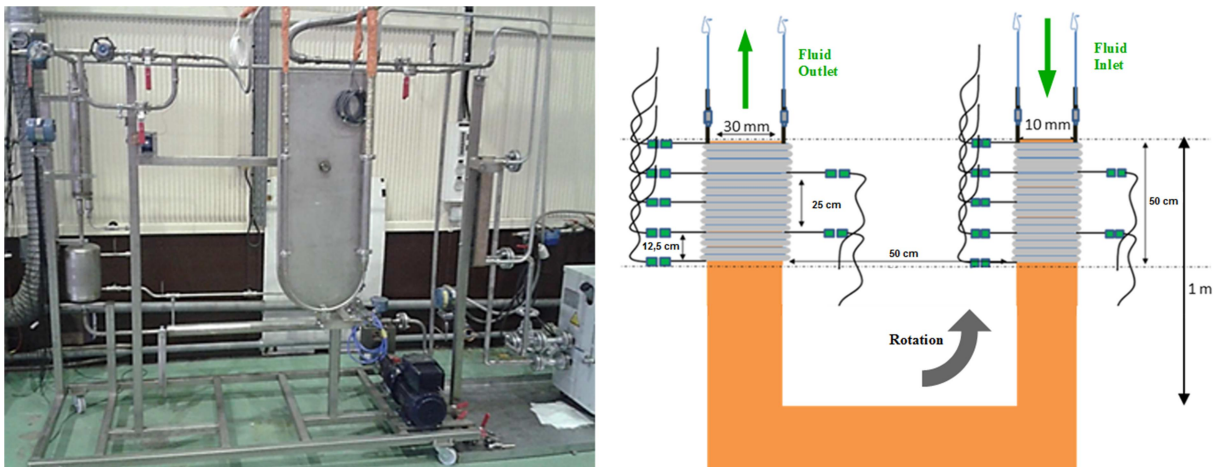 Fluid
Outlet
Fluid
Inlet
30 mm
10 mm
25 cm
50 cm
12,5 cm
50 cm
1 m
Rotation